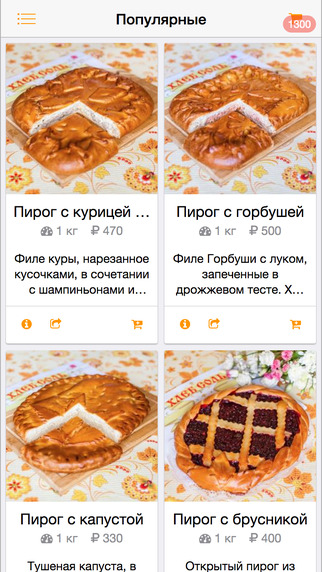 Популярные
1300
ХЛЕБ СОЛЬ
ХЛЕБ СОЛЬ
Пирог с курицей ...
1 кг ₽ 470
Филе куры, нарезанное
кусочками, в сочетании
с шампиньонами и...
Пирог с горбушей
1 кг ₽ 500
Филе Горбуши с луком,
запеченные в
дрожжевом тесте. Х...
Пирог с капустой
1 кг ₽ 330
Тушеная капуста, в
Пирог с брусникой
1 кг ₽ 400
Открытый пирог из